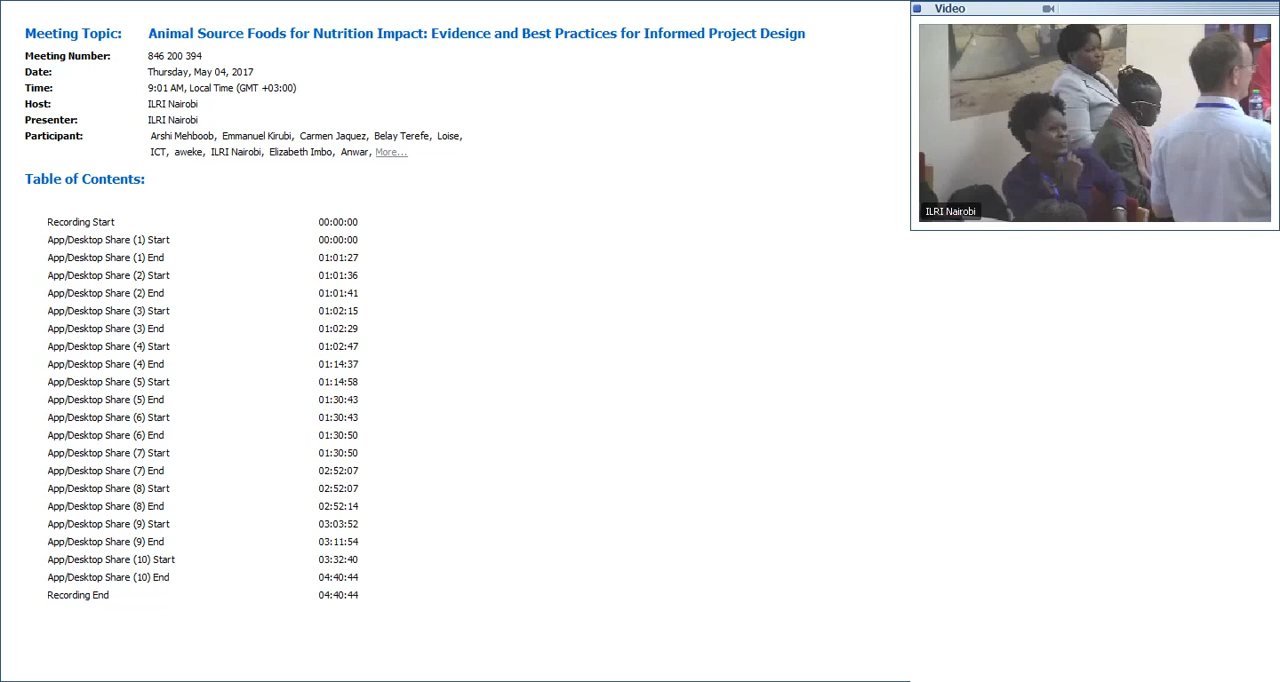 Meeting Topic: Animal Source Foods for Nutrition Impact: Evidence and Best Practices for Informed Project Design
Meeting Number: 846 200 394
Date: Thursday, May 04, 2017
Time: 9:01 AM, Local Time (GMT +03:00)
Host: ILRI Nairobi
Presenter: ILRI Nairobi
Participant: Arshi Mehboob, Emmanuel Kirubi, Carmen Jaquez, Belay Terefe, Loise,
ICT, aweke, ILRI Nairobi, Elizabeth Imbo, Anwar, More...
Table of Contents:
Recording Start 00:00:00
App/Desktop Share (1) Start 00:00:00
App/Desktop Share (1) End 01:01:27
App/Desktop Share (2) Start 01:01:36
App/Desktop Share (2) End 01:01:41
App/Desktop Share (3) Start 01:02:15
App/Desktop Share (3) End 01:02:29
App/Desktop Share (4) Start 01:02:47
App/Desktop Share (4) End 01:14:37
App/Desktop Share (5) Start 01:14:58
App/Desktop Share (5) End 01:30:43
App/Desktop Share (6) Start 01:30:43
App/Desktop Share (6) End 01:30:50
App/Desktop Share (7) Start 01:30:50
App/Desktop Share (7) End 02:52:07
App/Desktop Share (8) Start 02:52:07
App/Desktop Share (8) End 02:52:14
App/Desktop Share (9) Start 03:03:52
App/Desktop Share (9) End 03:11:54
App/Desktop Share (10) Start 03:32:40
App/Desktop Share (10) End 04:40:44
Recording End 04:40:44
Video
ILRI Nairobi